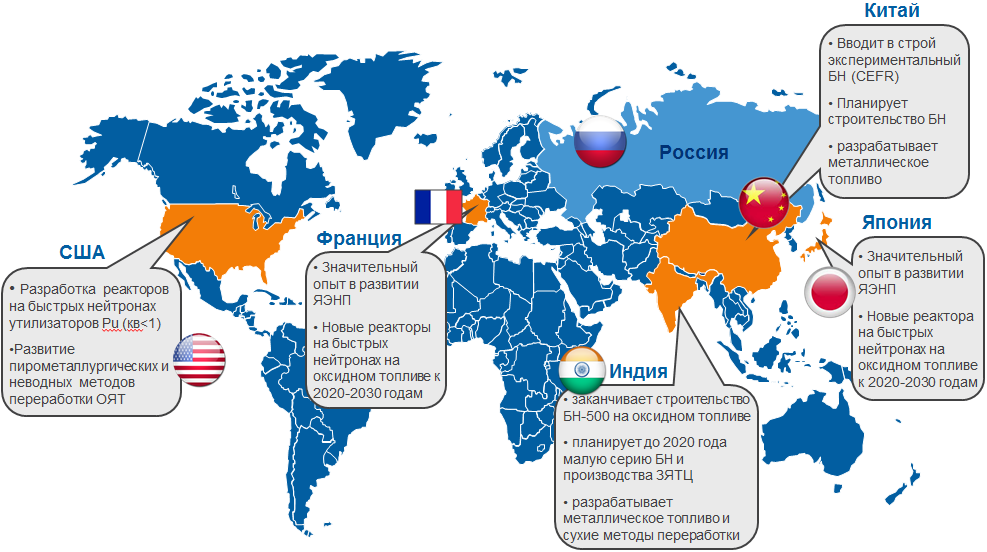 Китай
• Вводит в строй
экспериментальный
БН (CEFR)
• Планирует
строительство БН
• разрабатывает
металлическое
топливо
Россия
Япония
• Значительный
опыт в развитии
ЯЭНП
• Новые реактора
на быстрых
нейтронах на
оксидном топливе
к 2020-2030 годам
США
• Разработка реакторов
на быстрых нейтронах
утилизаторов Pu (кв<1)
•Развитие
пирометаллургических и
неводных методов
переработки ОЯТ
Франция
• Значительный
опыт в развитии
ЯЭНП
• Новые реакторы
на быстрых
нейтронах на
оксидном топливе к
2020-2030 годам
Индия
• заканчивает строительство
БН-500 на оксидном топливе
• планирует до 2020 года
малую серию БН и
производства ЗЯТЦ
• разрабатывает
металлическое топливо и
сухие методы переработки